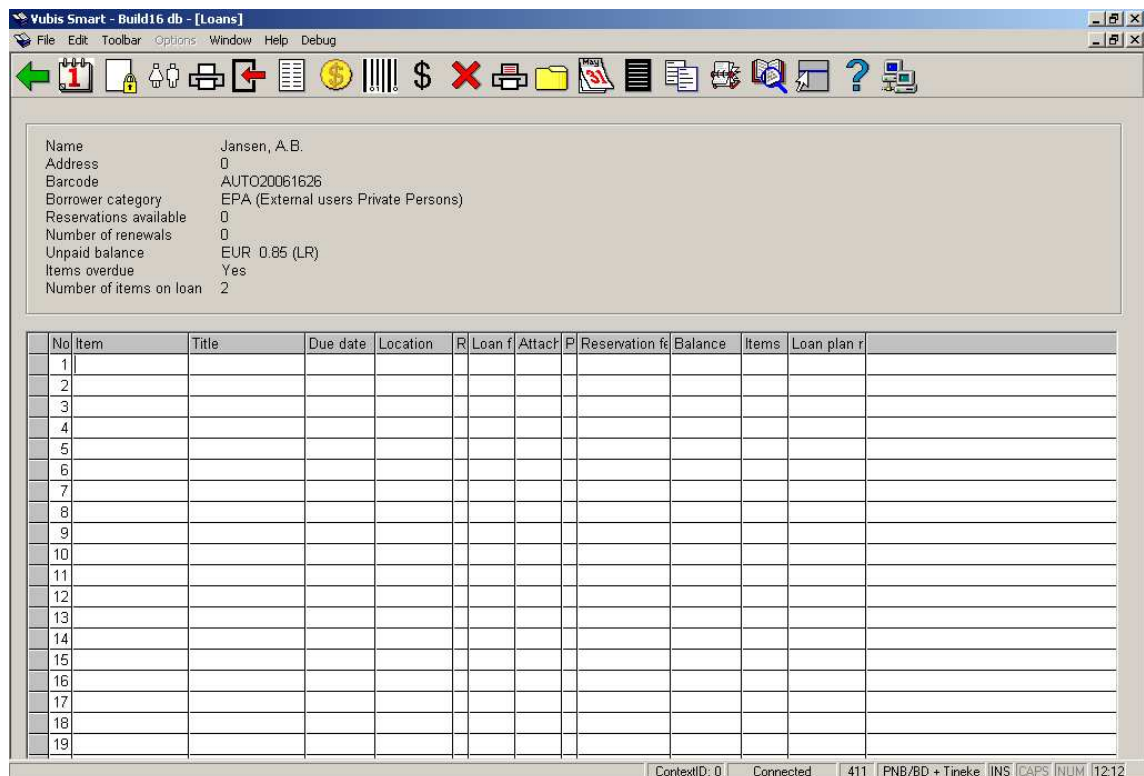 Vubis Smart - Build16 db - [Loans]
File Edit Toolbar Options Window Help Debug
1 $ $ May 31 ?
Name Jansen, A.B.
Address 0
Barcode AUTO20061626
Borrower category EPA (External users Private Persons)
Reservations available 0
Number of renewals 0
Unpaid balance EUR 0.85 (LR)
Items overdue Yes
Number of items on loan 2
No Item Title Due date Location R Loan f Attach P Reservation fe Balance Items Loan plan r
1
2
3
4
5
6
7
8
9
10
11
12
13
14
15
16
17
18
19
ContextID: 0 Connected 411 PNB/BD + Tineke INS CAPS NUM 12:12